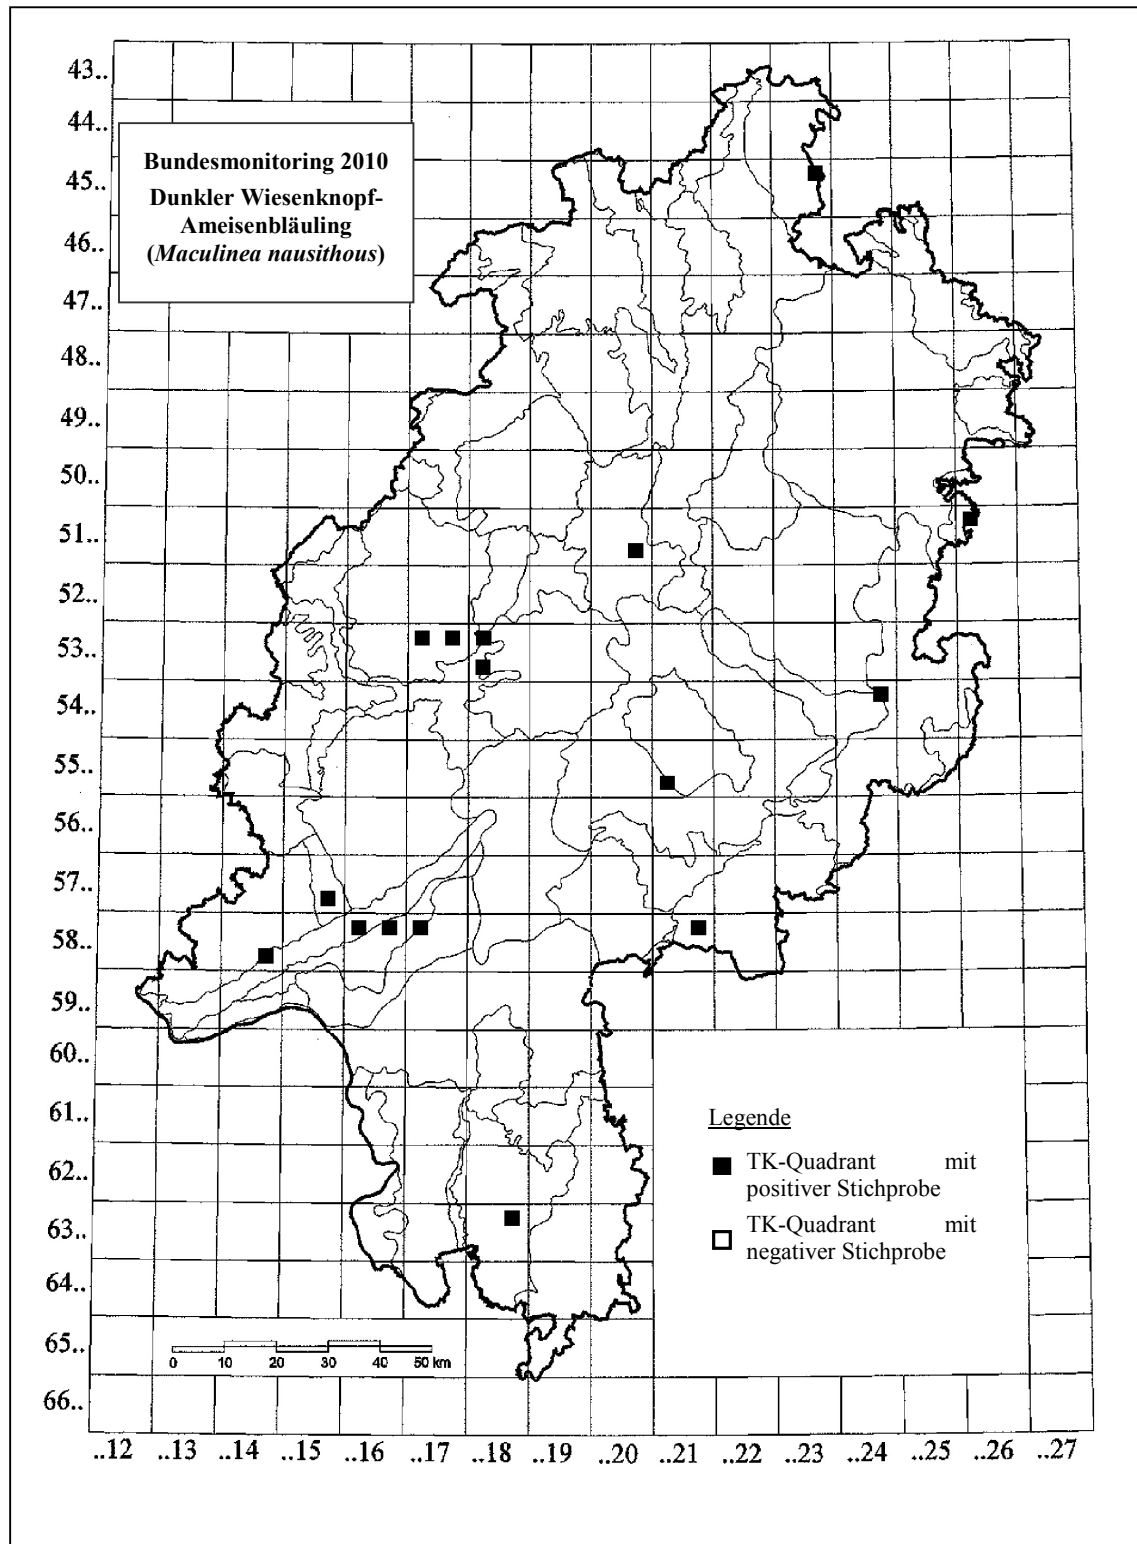 Bundesmonitoring 2010
Dunkler Wiesenknopf-
Ameisenbläuling
(Maculinea nausithous)
43..
44..
45..
46..
47..
48..
49..
50..
51..
52..
53..
54..
55..
56..
57..
58..
59..
60..
61..
62..
63..
64..
65..
66..
Legende
TK-Quadrant mit
positiver Stichprobe
TK-Quadrant mit
negativer Stichprobe
0 10 20 30 40 50 km
..12 ..13 ..14 ..15 ..16 ..17 ..18 ..19 ..20 ..21 ..22 ..23 ..24 ..25 ..26 ..27